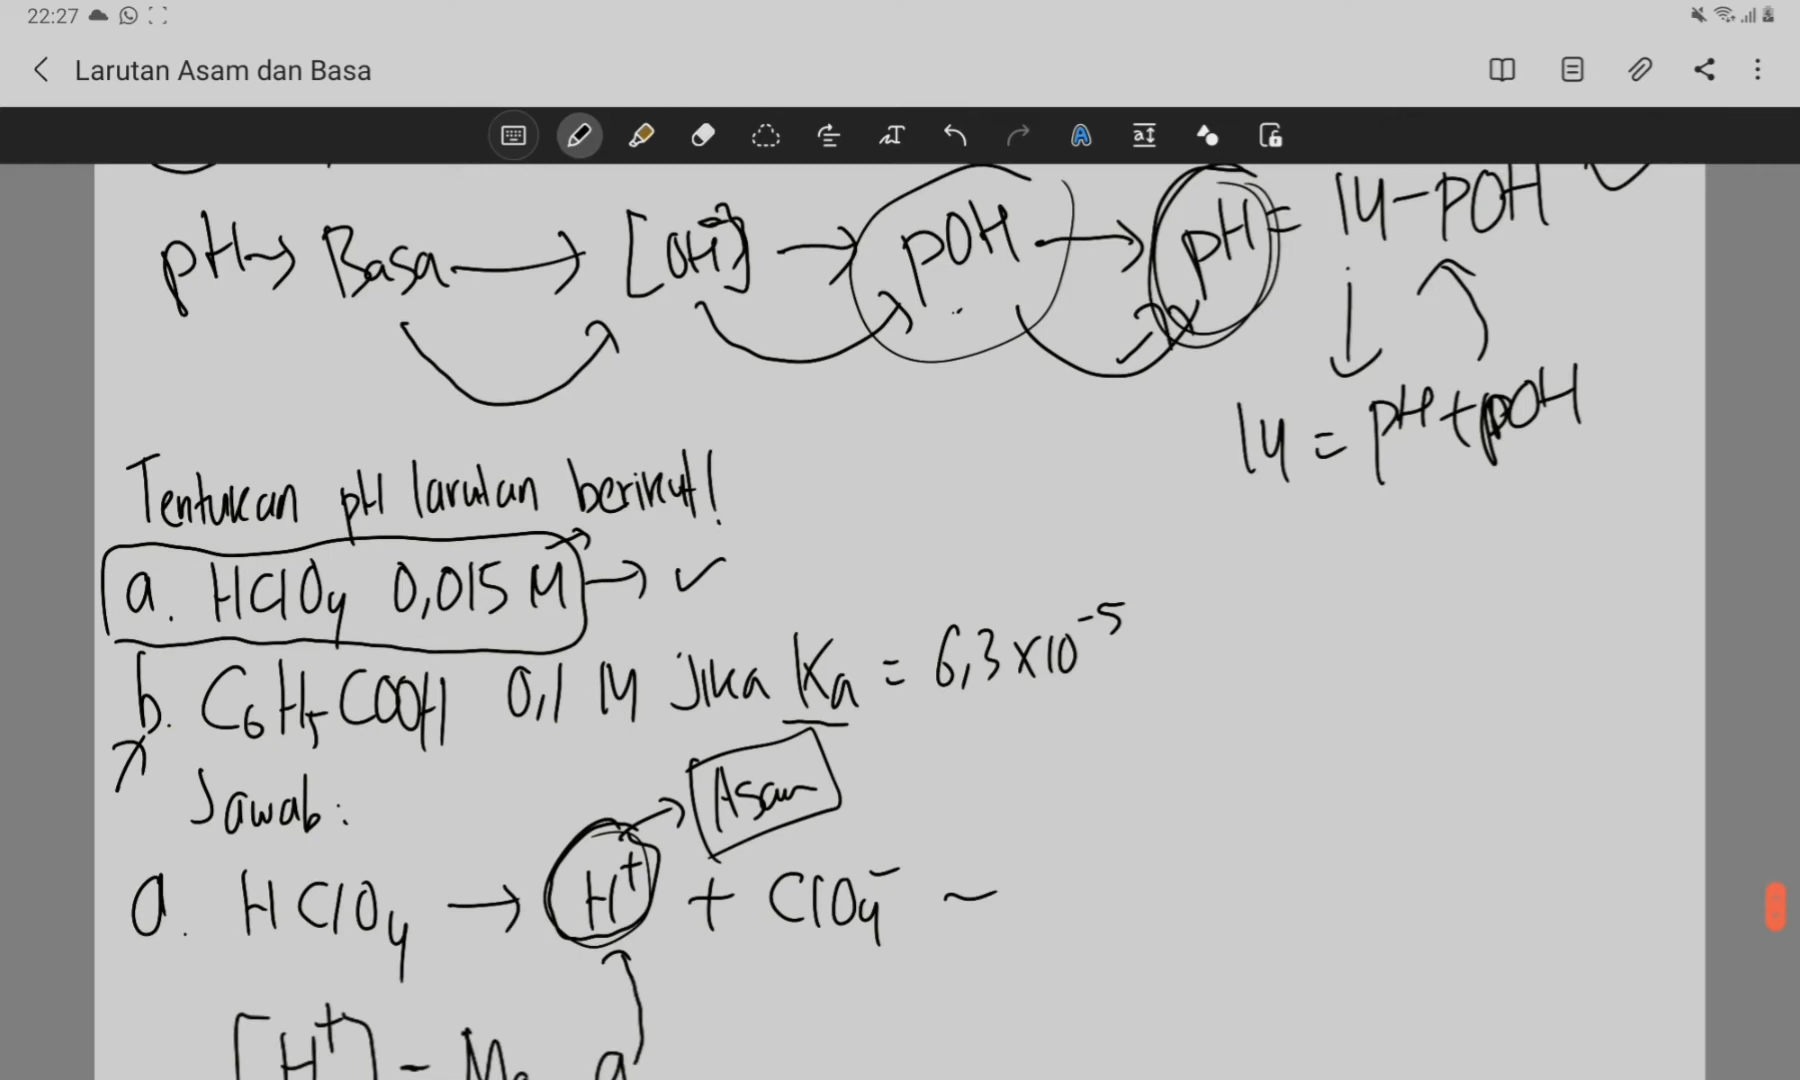 22:27
Larutan Asam dan Basa
pH → Basa → [OH⁻] → pOH → pH = 14-pOH
14 = pH + pOH
Tentukan pH larutan berikut!
a. HClO₄ 0,015 M → ✓
b. C₆H₅COOH 0,1 M jika Ka = 6,3×10⁻⁵
Jawab:
Asam
a. HClO₄ → H⁺ + ClO₄⁻ ~
[H⁺] = Ma a